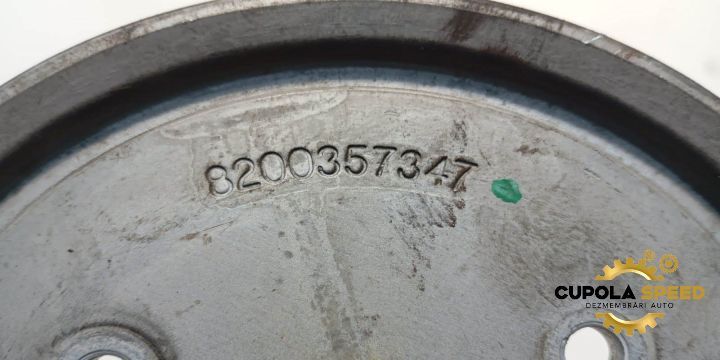 8200357347
CUPOLA SPEED
DEZMEMBRĂRI AUTO